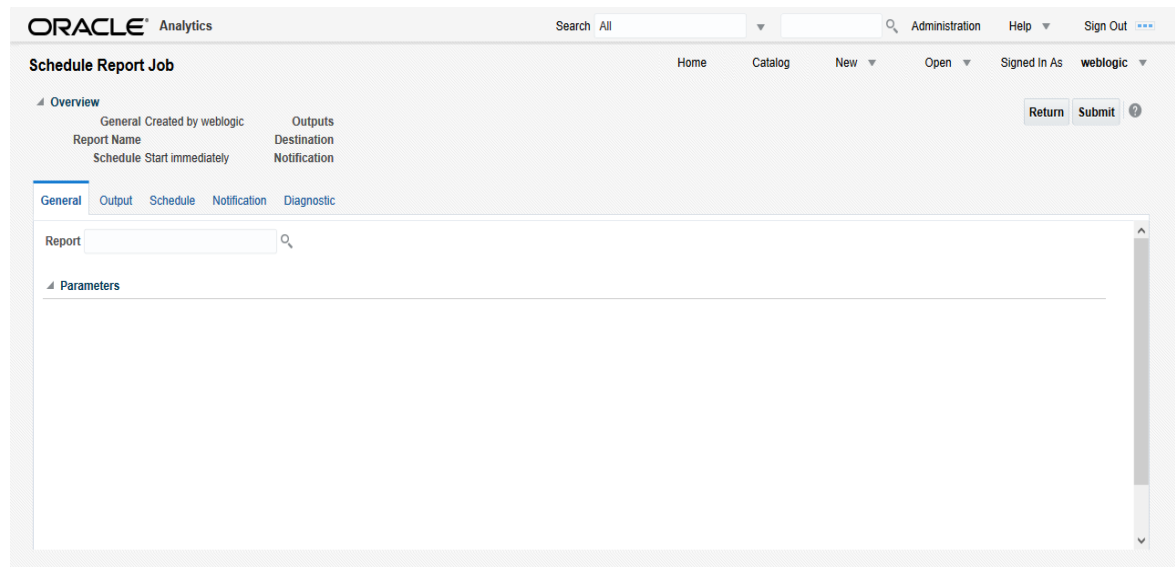 ORACLE Analytics Search All Administration Help Sign Out
Schedule Report Job Home Catalog New Open Signed In As weblogic
Overview Return Submit ?
General Created by weblogic Outputs
Report Name Destination
Schedule Start immediately Notification
General Output Schedule Notification Diagnostic
Report
Parameters